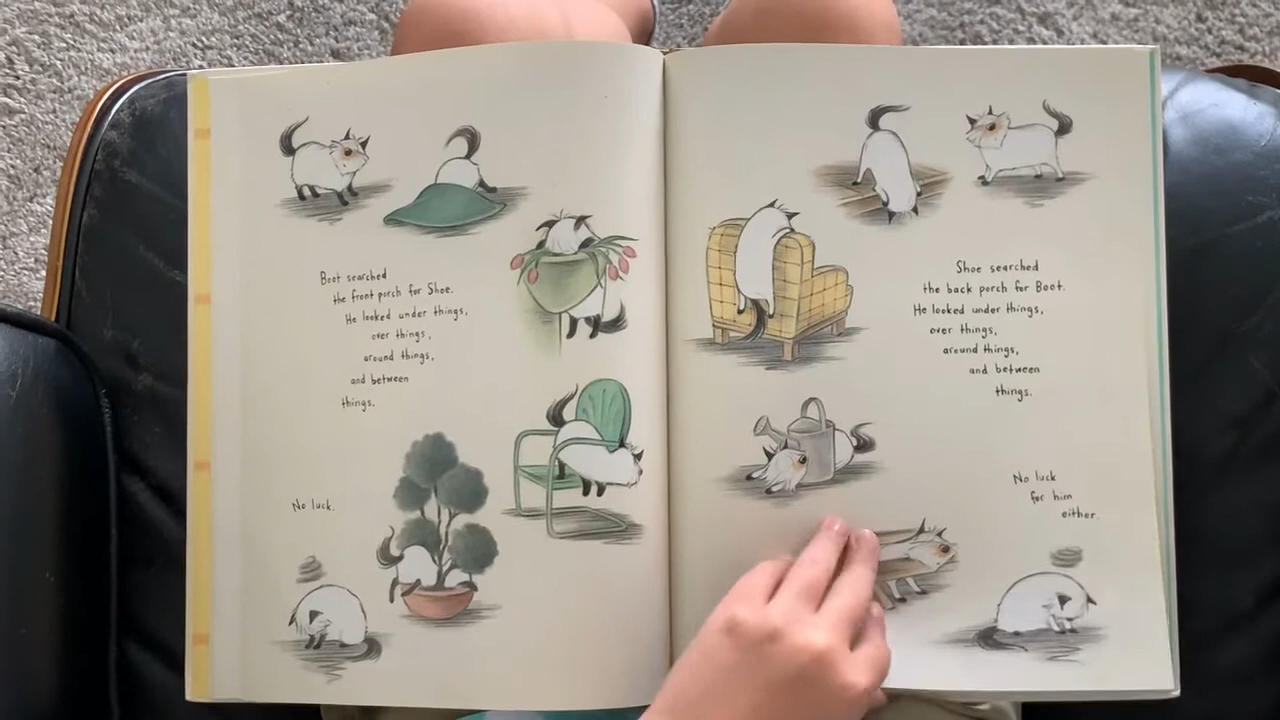 Boot searched
the front porch for Shoe.
He looked under things,
over things,
around things,
and between
things.
No luck.
Shoe searched
the back porch for Boot.
He looked under things,
over things,
around things,
and between
things.
No luck
for him
either.